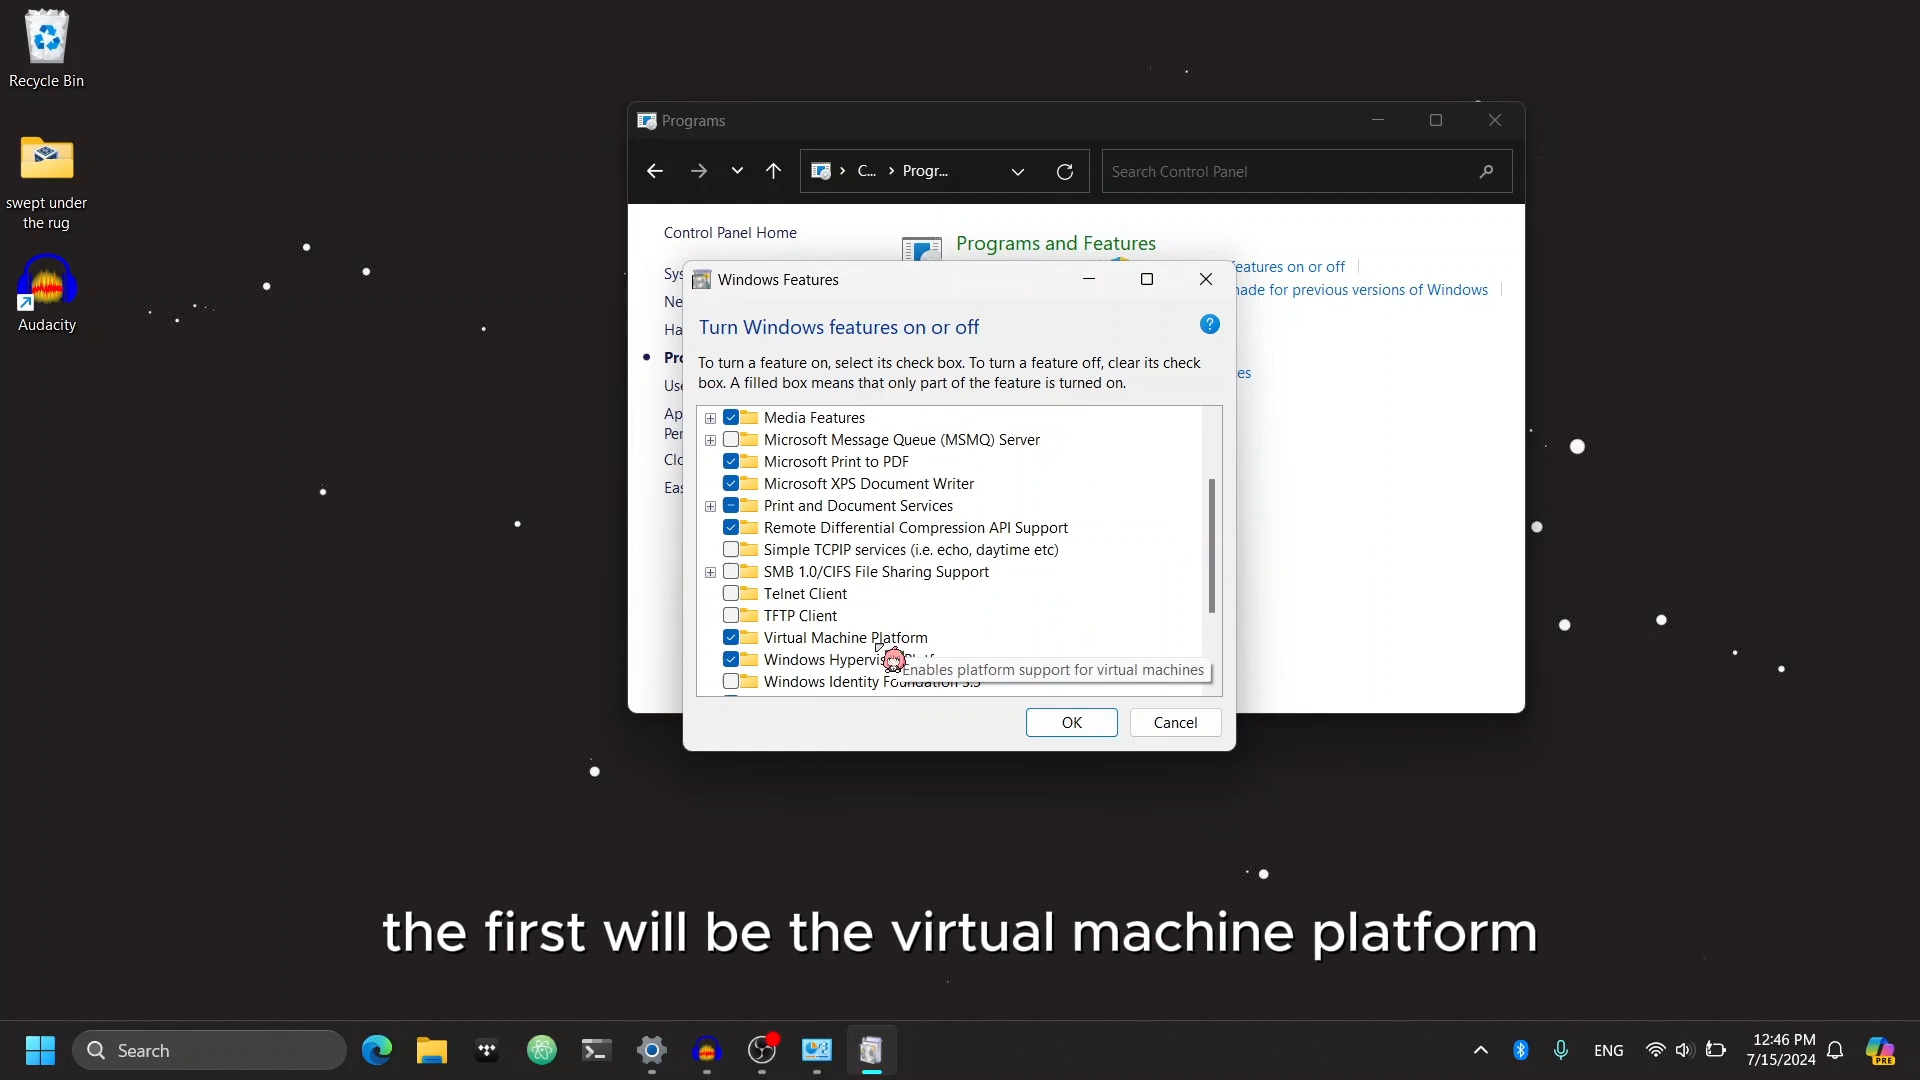 Recycle Bin
swept under
the rug
Audacity
Programs
C...
Progr...
Search Control Panel
Control Panel Home
Programs and Features
features on or off
made for previous versions of Windows
Windows Features
Turn Windows features on or off
To turn a feature on, select its check box. To turn a feature off, clear its check
box. A filled box means that only part of the feature is turned on.
Media Features
Microsoft Message Queue (MSMQ) Server
Microsoft Print to PDF
Microsoft XPS Document Writer
Print and Document Services
Remote Differential Compression API Support
Simple TCPIP services (i.e. echo, daytime etc)
SMB 1.0/CIFS File Sharing Support
Telnet Client
TFTP Client
Virtual Machine Platform
Windows
Enables platform support for virtual machines
Windows Identity Foundation 3.5
OK
Cancel
the first will be the virtual machine platform
Search
ENG
12:46 PM
7/15/2024
PRE